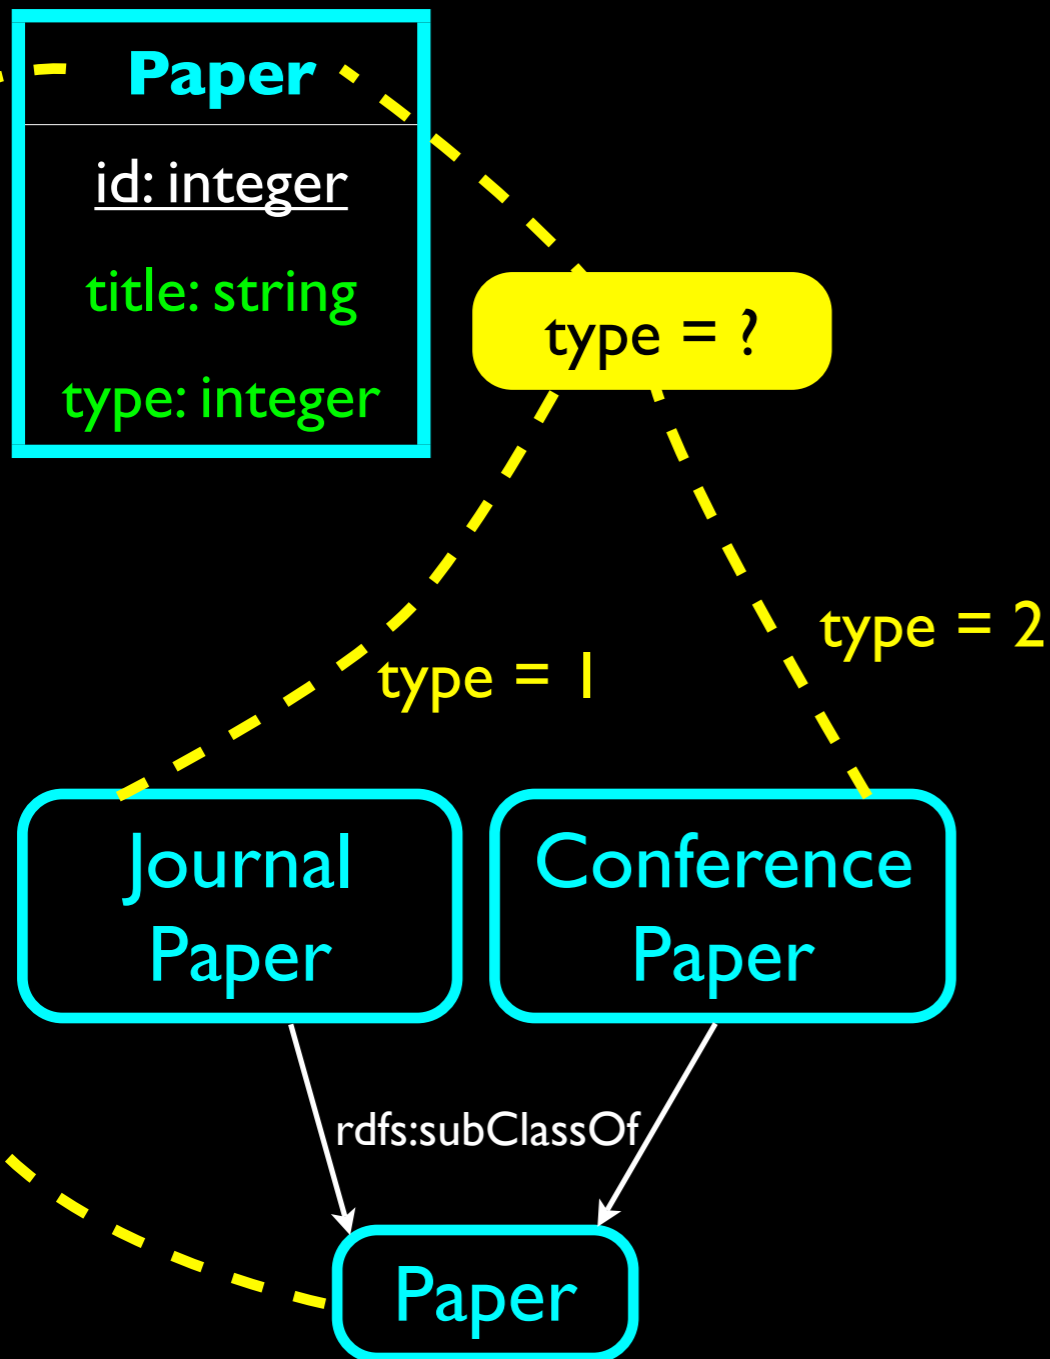 Paper
id: integer
title: string
type: integer
type = ?
type = 2
type = 1
Journal
Paper
Conference
Paper
rdfs:subClassOf
Paper